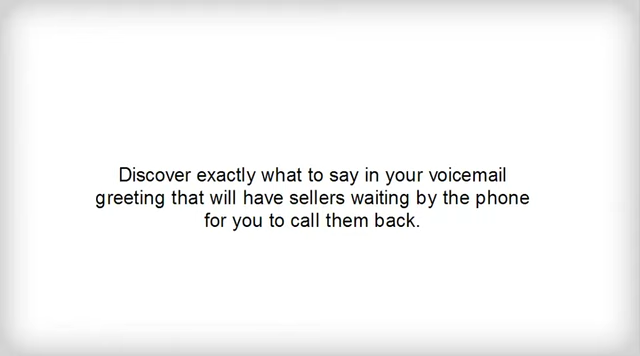 Discover exactly what to say in your voicemail
greeting that will have sellers waiting by the phone
for you to call them back.